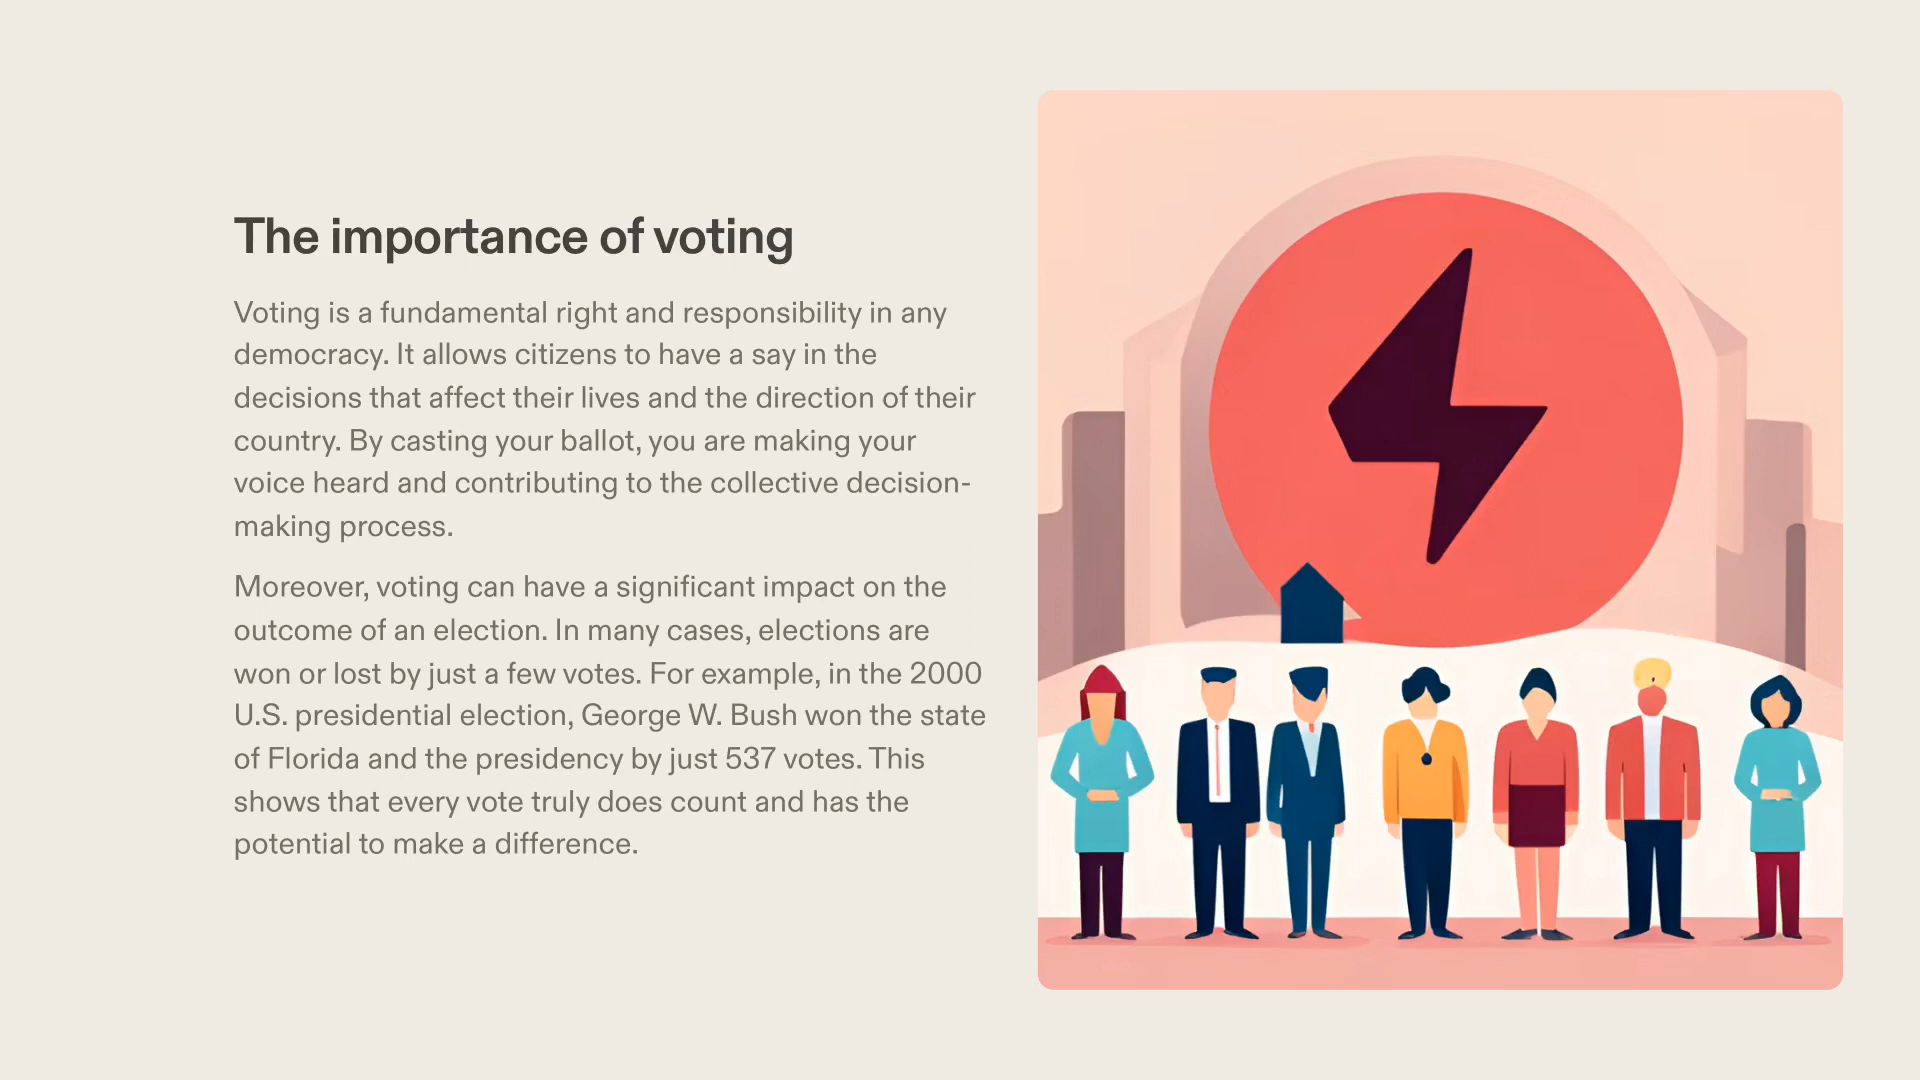 The importance of voting
Voting is a fundamental right and responsibility in any
democracy. It allows citizens to have a say in the
decisions that affect their lives and the direction of their
country. By casting your ballot, you are making your
voice heard and contributing to the collective decision-
making process.
Moreover, voting can have a significant impact on the
outcome of an election. In many cases, elections are
won or lost by just a few votes. For example, in the 2000
U.S. presidential election, George W. Bush won the state
of Florida and the presidency by just 537 votes. This
shows that every vote truly does count and has the
potential to make a difference.